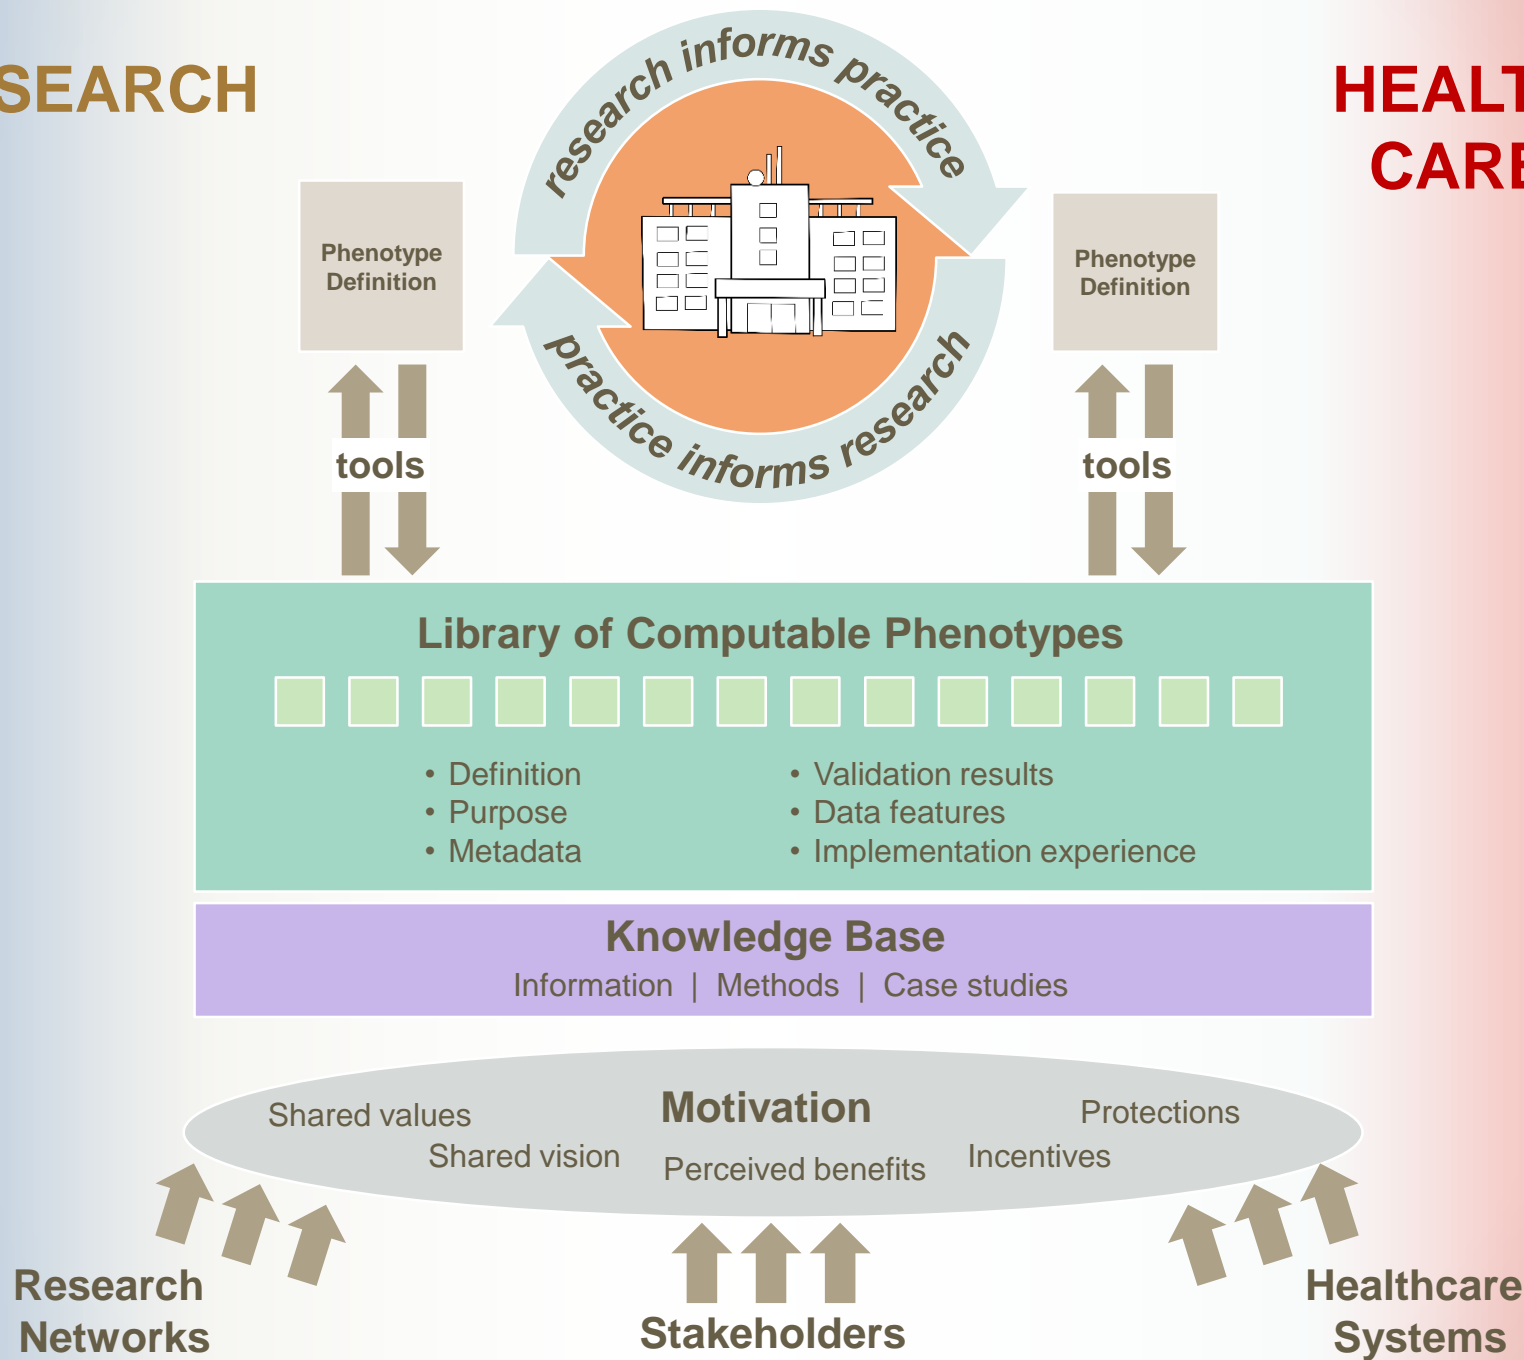 SEARCH
HEALT
CARE
research informs practice
practice informs research
Phenotype
Definition
Phenotype
Definition
tools
tools
Library of Computable Phenotypes
• Definition
• Purpose
• Metadata
• Validation results
• Data features
• Implementation experience
Knowledge Base
Information | Methods | Case studies
Motivation
Shared values
Shared vision
Perceived benefits
Incentives
Protections
Research
Networks
Stakeholders
Healthcare
Systems